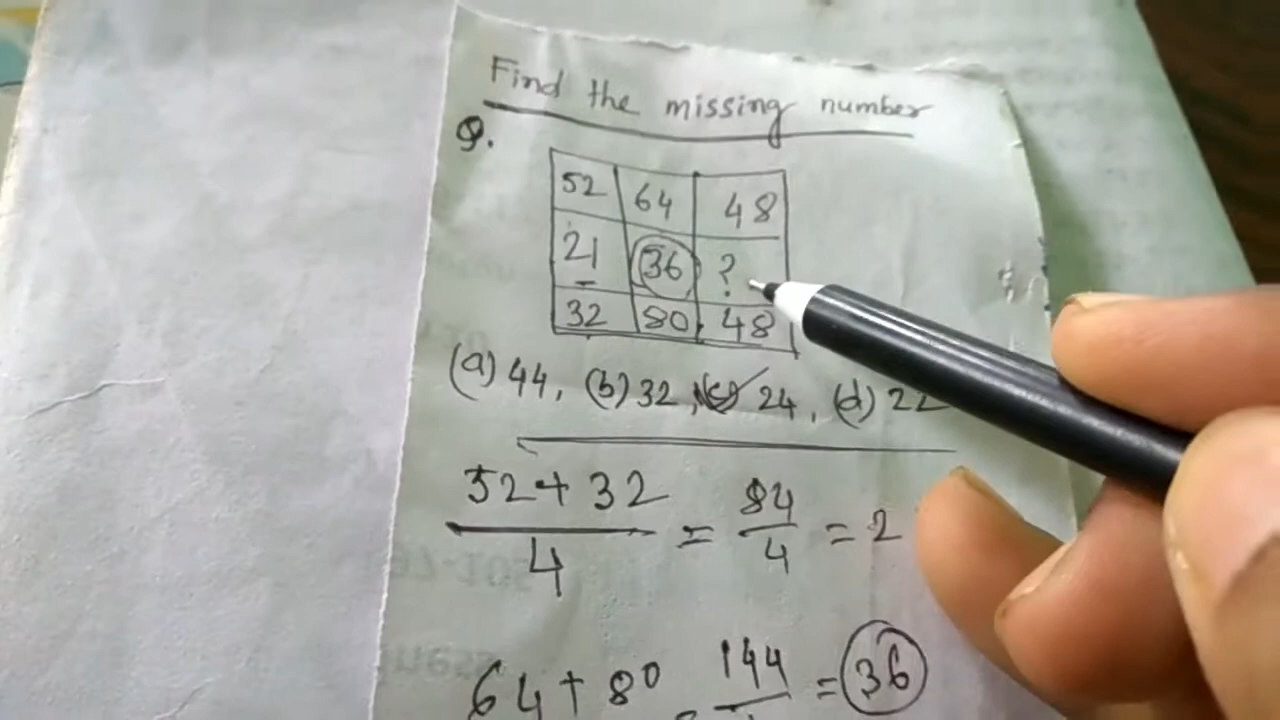 Find the missing number
Q.
52 64 48
21 36 ?
32 80 48
(a) 44, (b) 32, (c) 24, (d) 22
52 + 32
4
= 84
4
= 2
64 + 80
144
= 36